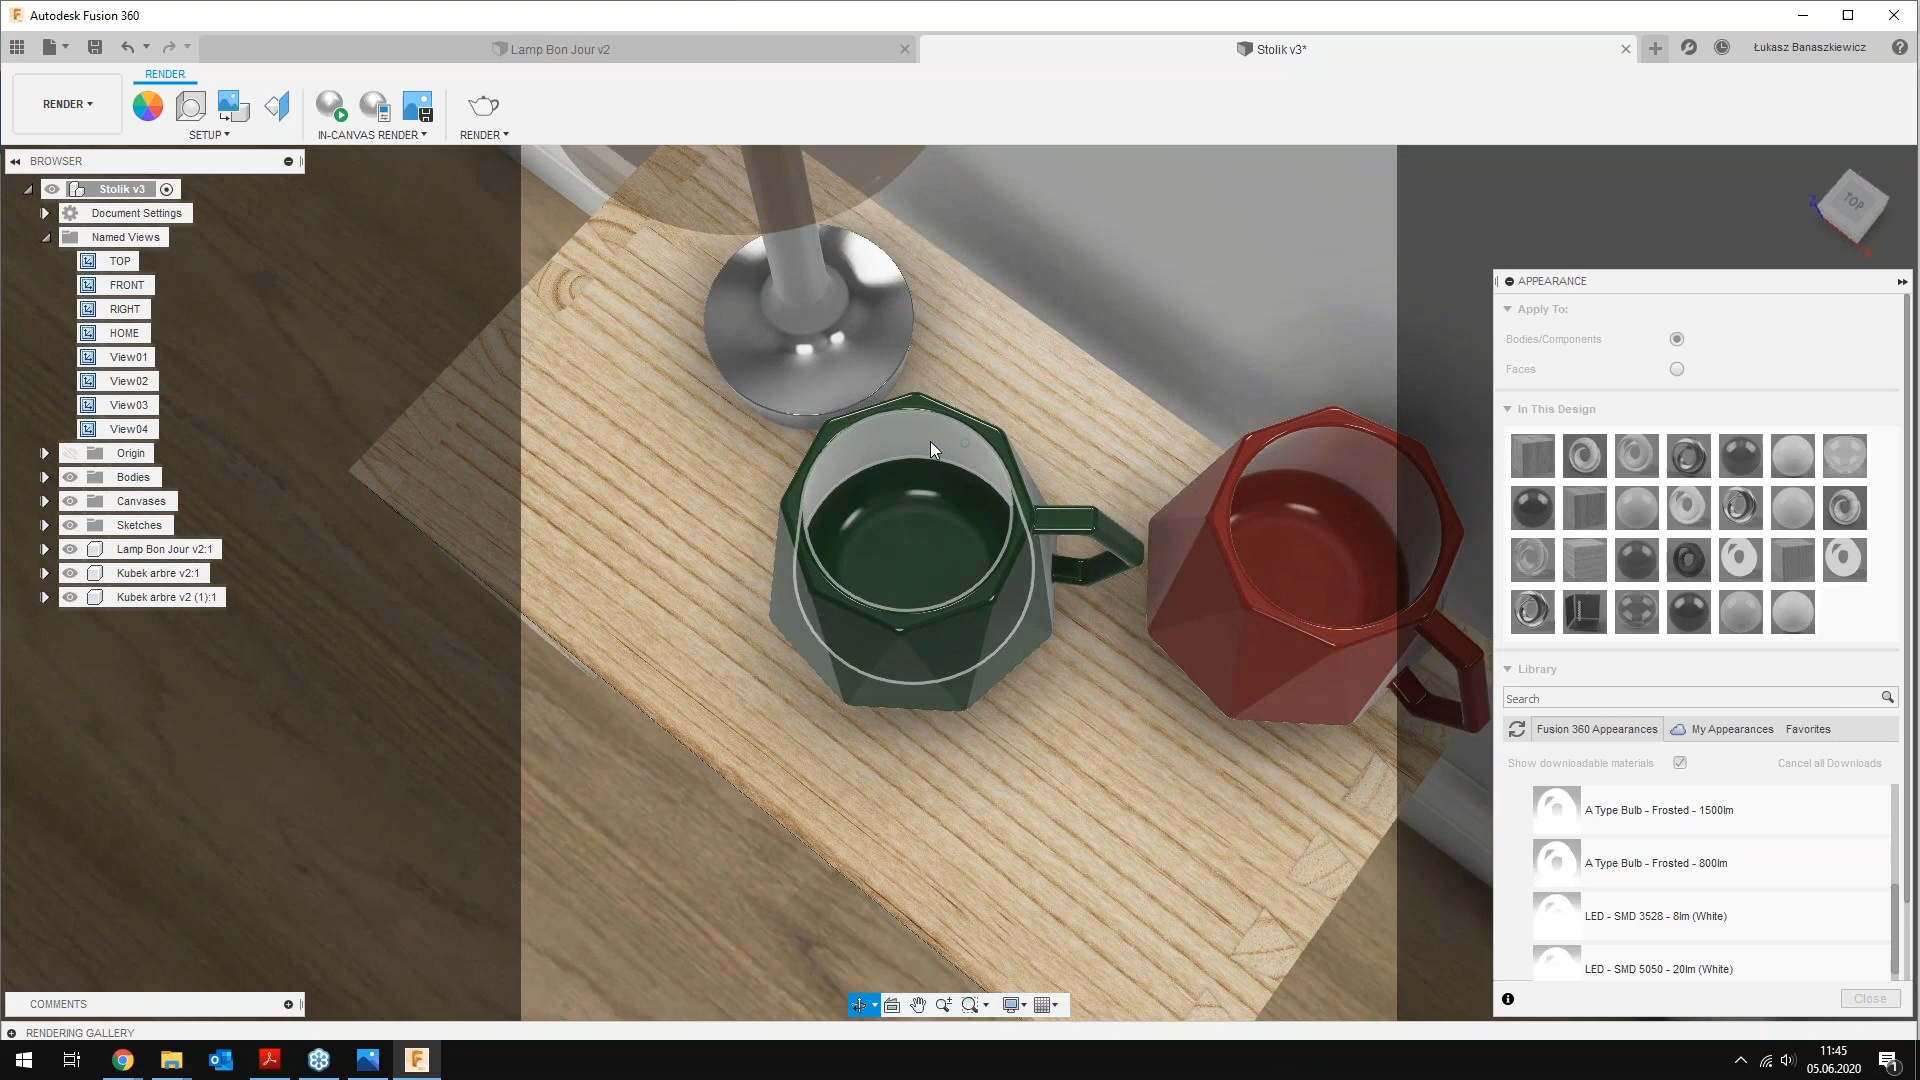 Autodesk Fusion 360
Lamp Bon Jour v2
Stolik v3*
Łukasz Banaszkiewicz
RENDER
RENDER
SETUP
IN-CANVAS RENDER
RENDER
BROWSER
Stolik v3
Document Settings
Named Views
TOP
FRONT
RIGHT
HOME
View01
View02
View03
View04
Origin
Bodies
Canvases
Sketches
Lamp Bon Jour v2:1
Kubek arbre v2:1
Kubek arbre v2 (1):1
TOP
Z
X
APPEARANCE
Apply To:
Bodies/Components
Faces
In This Design
Library
Search
Fusion 360 Appearances
My Appearances
Favorites
Show downloadable materials
Cancel all Downloads
A Type Bulb - Frosted - 1500lm
A Type Bulb - Frosted - 800lm
LED - SMD 3528 - 8lm (White)
LED - SMD 5050 - 20lm (White)
Close
COMMENTS
RENDERING GALLERY
11:45
05.06.2020
1